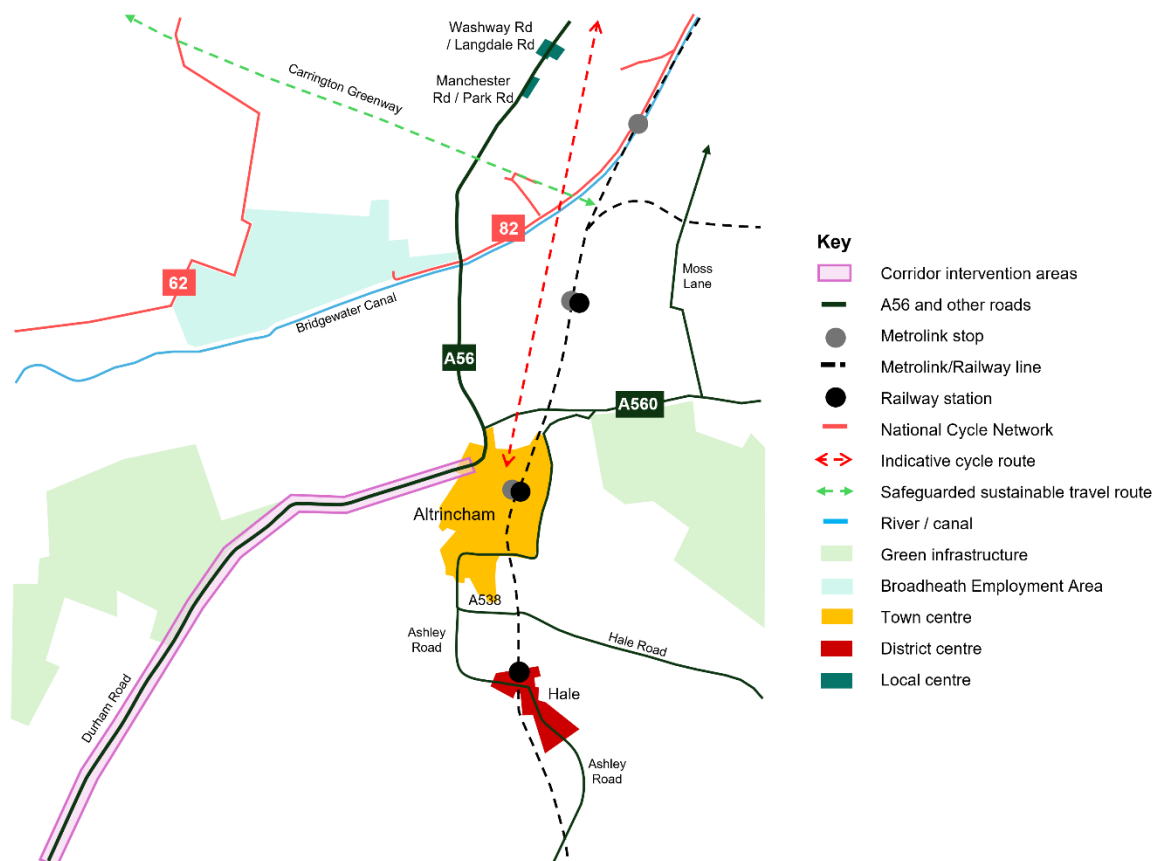 Washway Rd
/ Langdale Rd
Carrington Greenway
Manchester
Rd / Park Rd
82
62
Moss
Lane
Bridgewater Canal
A56
A560
Altrincham
A538
Ashley
Road
Hale Road
Hale
Durham Road
Ashley
Road
Key
Corridor intervention areas
A56 and other roads
Metrolink stop
Metrolink/Railway line
Railway station
National Cycle Network
Indicative cycle route
Safeguarded sustainable travel route
River / canal
Green infrastructure
Broadheath Employment Area
Town centre
District centre
Local centre